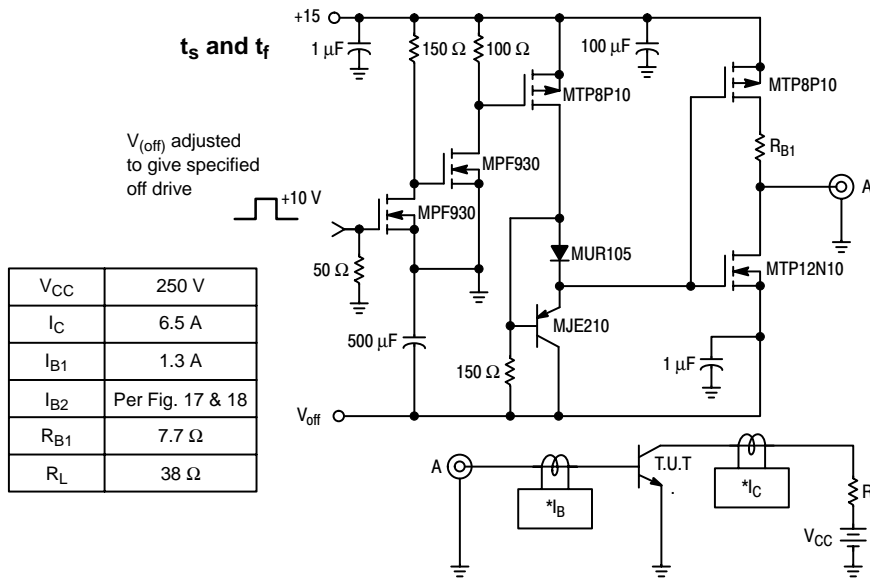 +15
t_s and t_f
1 μF
150 Ω
100 Ω
100 μF
MTP8P10
MTP8P10
V_(off) adjusted
to give specified
off drive
R_B1
MPF930
A
+10 V
MPF930
50 Ω
MUR105
MTP12N10
V_CC 250 V
I_C 6.5 A
I_B1 1.3 A
I_B2 Per Fig. 17 & 18
R_B1 7.7 Ω
R_L 38 Ω
500 μF
MJE210
150 Ω
1 μF
V_off
A
T.U.T
*I_B
*I_C
R
V_CC